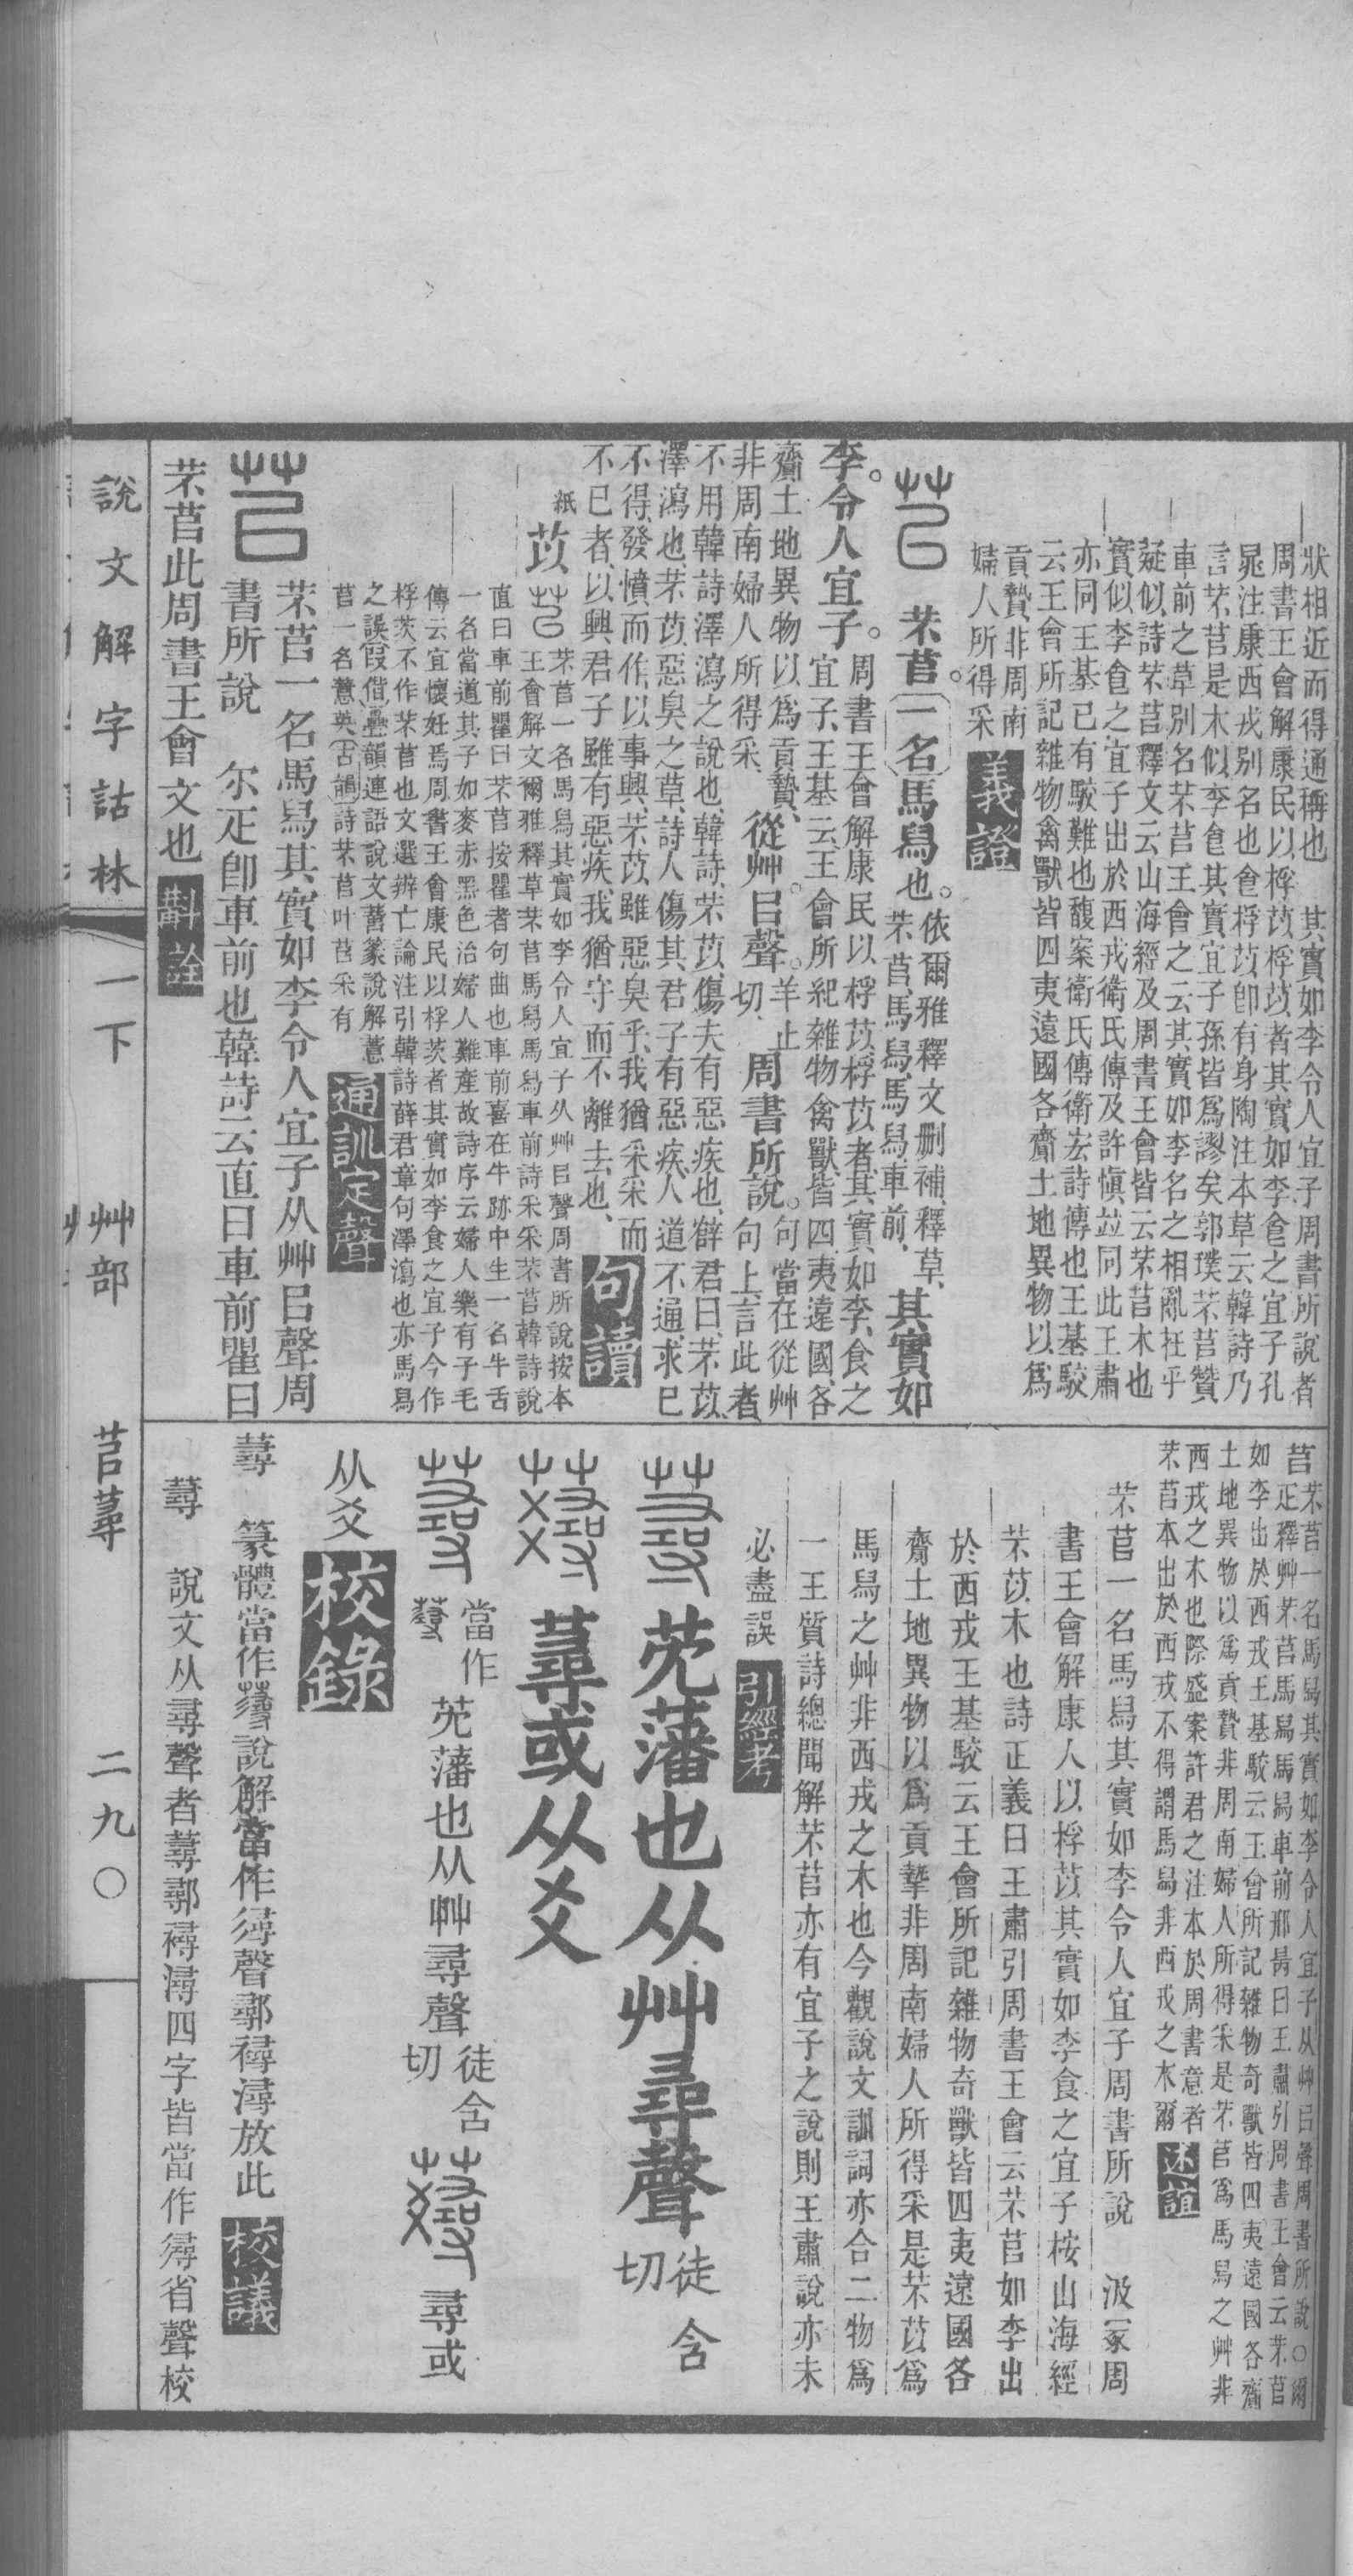 狀相近而得通稱也　其實如李令人宜子周書所說者
周書王會解康民以桴苡桴苡者其實如李食之宜子孔
晁注康西戎別名也食桴苡卽有身陶注本草云韓詩乃
言芣苢是木似李食其實宜子孫皆爲謬矣郭璞芣苢贊
車前之草別名芣苢王會之云其實如李名之相亂在乎
疑似詩芣苢釋文云山海經及周書王會皆云芣苢木也
實似李食之宜子出於西戎衛氏傳及許愼竝同此王肅
亦同王基已有駮難也馥案衛氏傳衛宏詩傳也王基駮
云王會所記雜物禽獸皆四夷遠國各齎土地異物以爲
貢贄非周南
婦人所得采
義證
芣苢。一名馬舄。也。依爾雅釋文刪補、釋草、
芣苢、馬舄、馬舄、車前、
其實如
李。令人宜子。周書王會解康民以桴苡、桴苡者、其實如李、食之
宜子、王基云、王會所紀雜物禽獸、皆四夷遠國、各
齎土地異物以爲貢贄、
非周南婦人所得采、
從艸。㠯聲。羊止
切、
周書所說。句當在從艸
句上、言此者、
不用韓詩澤瀉之說也、韓詩、芣苡、傷夫有惡疾也、薛君曰、芣苡、
澤瀉也、芣苡、惡臭之草、詩人傷其君子有惡疾、人道不通、求已
不得、發憤而作、以事興、芣苡雖惡臭乎、我猶采采而
不已者、以興、君子雖有惡疾、我猶守而不離去也、
句讀
苡
紙
芣苢一名馬舄其實如李令人宜子从艸㠯聲周書所說按本
王會解文爾雅釋草芣苢馬舄馬舄車前詩采采芣苢韓詩說
直曰車前瞿曰芣苢按瞿者句曲也車前喜在牛跡中生一名牛舌
一名當道其子如麥赤黑色治婦人難產故詩序云婦人樂有子毛
傳云宜懷妊焉周書王會康民以桴茨者其實如李食之宜子今作
桴茨不作芣苢也文選辨亡論注引韓詩薛君章句澤瀉也亦馬舄
之誤叚借疊韻連語說文舊篆說解薏
苢一名薏英古韻詩芣苢叶苢采有
通訓定聲
芣苢一名馬舄其實如李令人宜子从艸㠯聲周
書所說　尔疋卽車前也韓詩云直曰車前瞿曰
芣苢此周書王會文也
斠詮
說文解字詁林　一下　艸部　苢蕁　二九〇
苢芣苢一名馬舄其實如李令人宜子从艸㠯聲周書所說○爾
疋釋艸芣苢馬舄馬舄車前邢昺曰王肅引周書王會云芣苢
如李出於西戎王基駁云王會所記雜物奇獸皆四夷遠國各齎
土地異物以爲貢贄非周南婦人所得采是芣苢爲馬舄之艸非
西戎之木也際盛案許君之注本於周書意者
芣苢本出於西戎不得謂馬舄非西戎之木爾
述誼
芣苢一名馬舄其實如李令人宜子周書所說　汲冢周
書王會解康人以桴苡其實如李食之宜子桉山海經
芣苡木也詩正義曰王肅引周書王會云芣苢如李出
於西戎王基駮云王會所記雜物奇獸皆四夷遠國各
齎土地異物以爲貢摯非周南婦人所得采是芣苡爲
馬舄之艸非西戎之木也今觀說文訓詞亦合二物爲
一王質詩總聞解芣苢亦有宜子之說則王肅說亦未
必盡誤
引經考
芫藩也从艸尋聲徒含
切
蕁或从爻
當作
芫藩也从艸尋聲徒含
切
尋或
从爻
校錄
蕁　篆體當作說解當作㝷聲鄩襑潯放此
校議
蕁　說文从尋聲者蕁鄩襑潯四字皆當作㝷省聲校